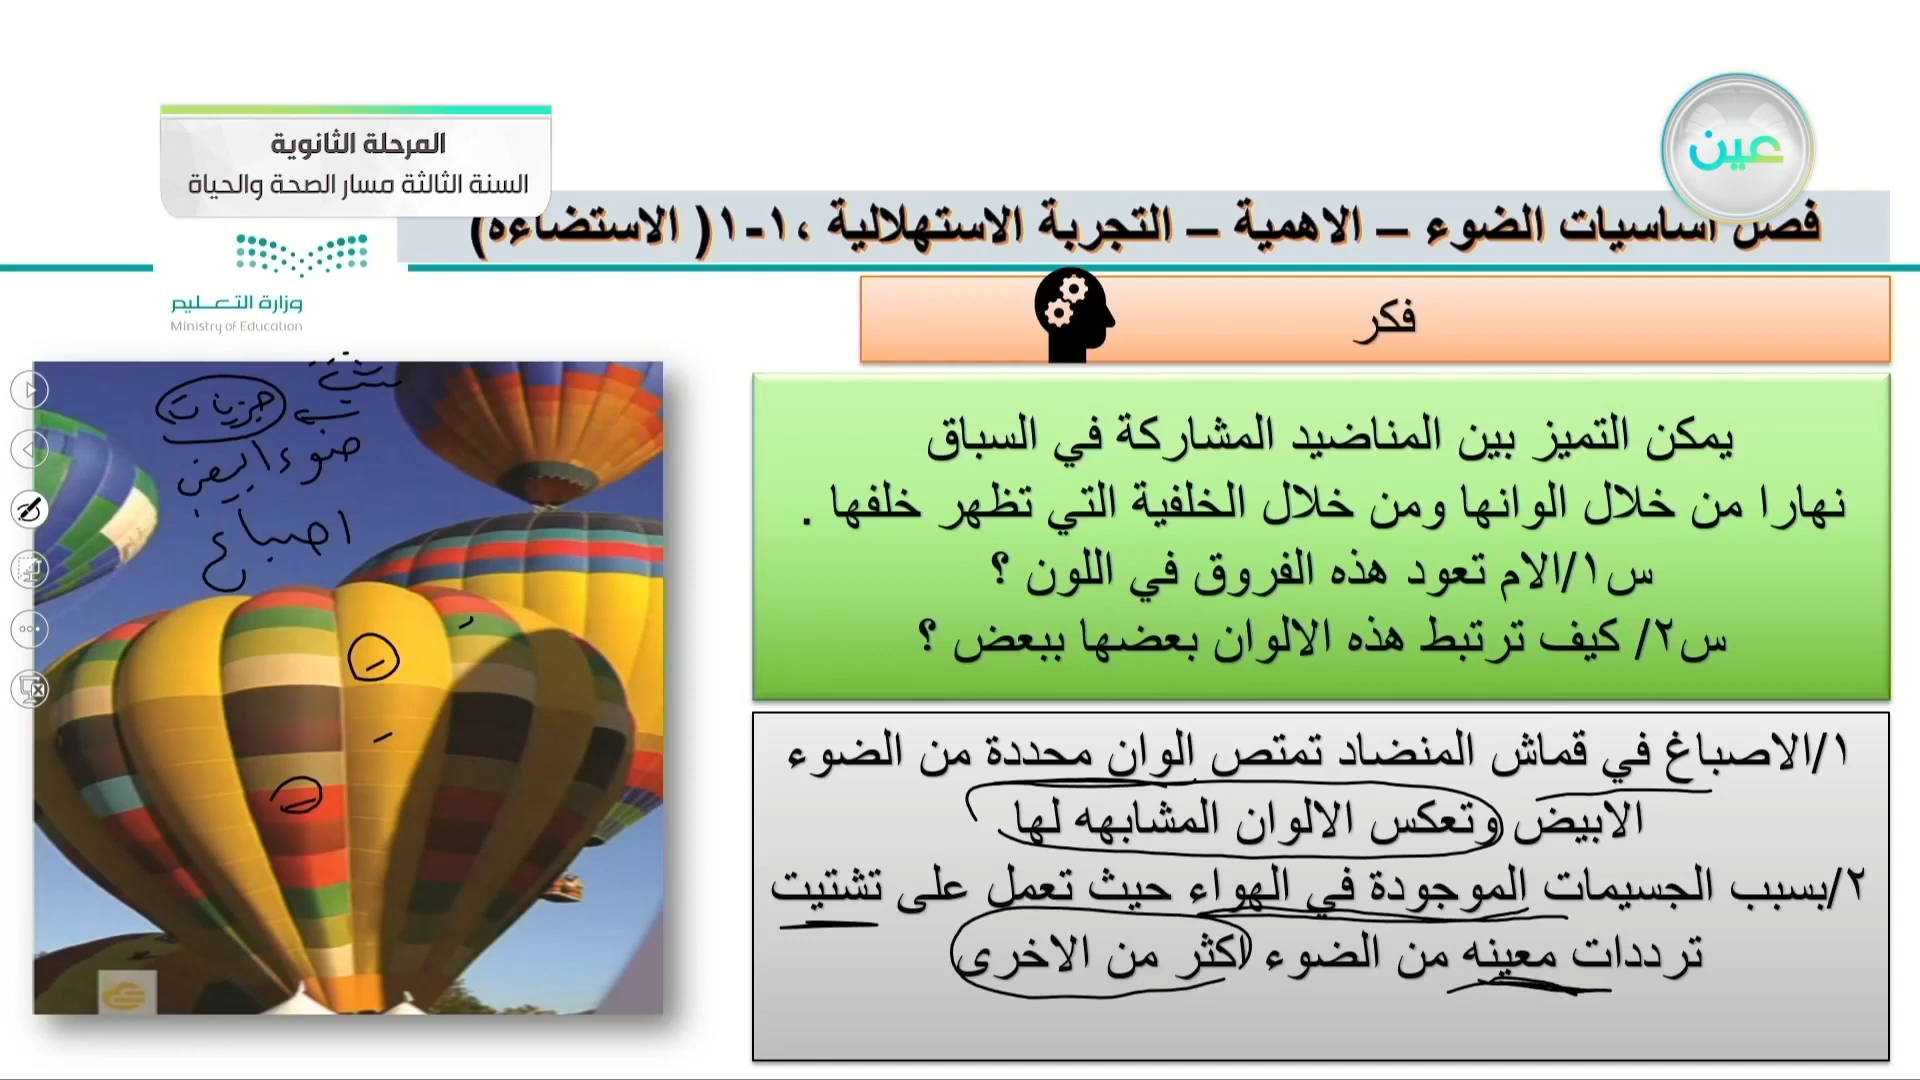 عين
المرحلة الثانوية
السنة الثالثة مسار الصحة والحياة
فصل اساسيات الضوء – الاهمية – التجربة الاستهلالية ،١-١( الاستضاءه)
وزارة التعليم
Ministry of Education
فكر
يمكن التميز بين المناضيد المشاركة في السباق
نهارا من خلال الوانها ومن خلال الخلفية التي تظهر خلفها .
س١/الام تعود هذه الفروق في اللون ؟
س٢/ كيف ترتبط هذه الالوان بعضها ببعض ؟
١/الاصباغ في قماش المنضاد تمتص الوان محددة من الضوء
الابيض وتعكس الالوان المشابهه لها.
٢/بسبب الجسيمات الموجودة في الهواء حيث تعمل على تشتيت
ترددات معينه من الضوء اكثر من الاخرى
جزيئات
ضوء ابيض
اصباغ